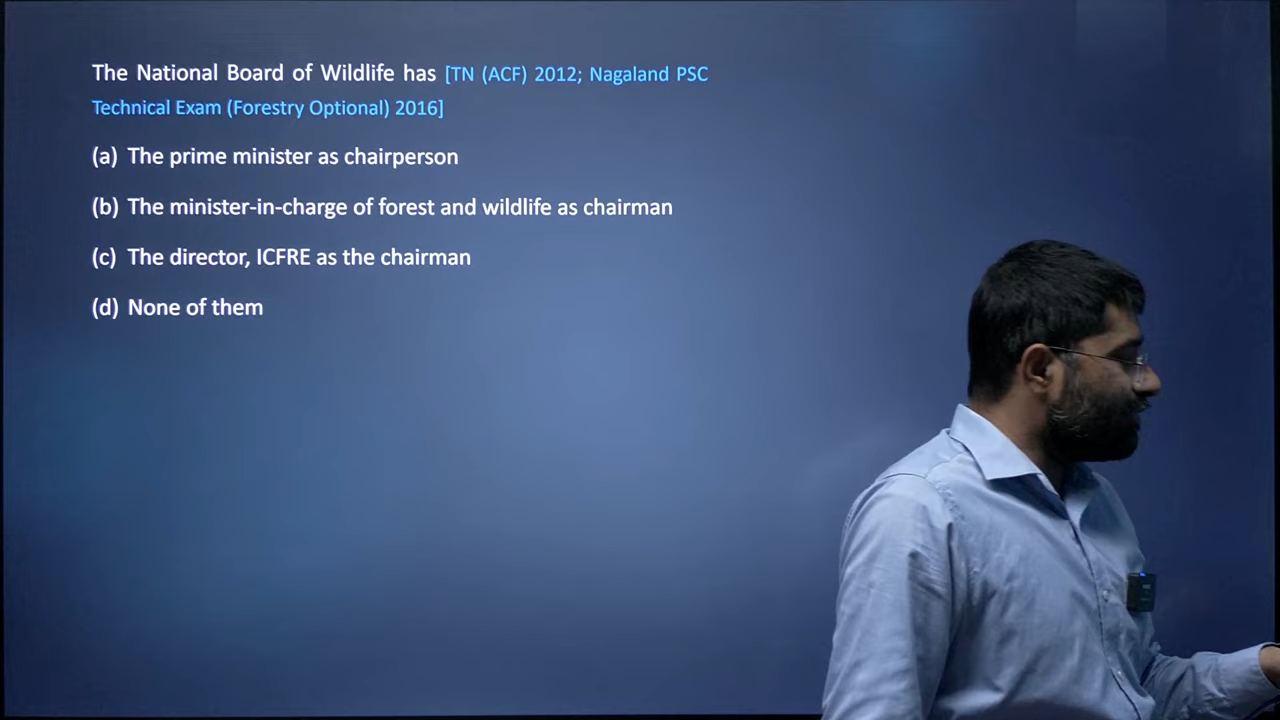 The National Board of Wildlife has [TN (ACF) 2012; Nagaland PSC
Technical Exam (Forestry Optional) 2016]
(a) The prime minister as chairperson
(b) The minister-in-charge of forest and wildlife as chairman
(c) The director, ICFRE as the chairman
(d) None of them